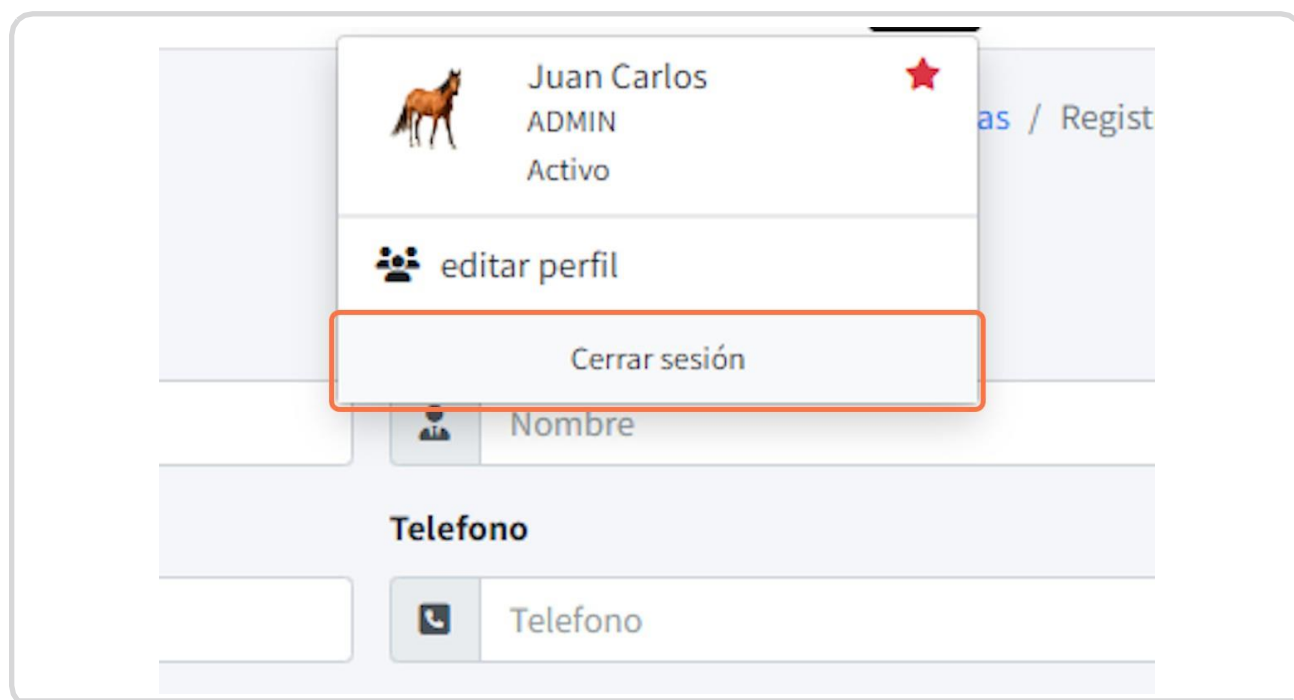 Juan Carlos
ADMIN
as / Regist
Activo
editar perfil
Cerrar sesión
Nombre
Telefono
Telefono